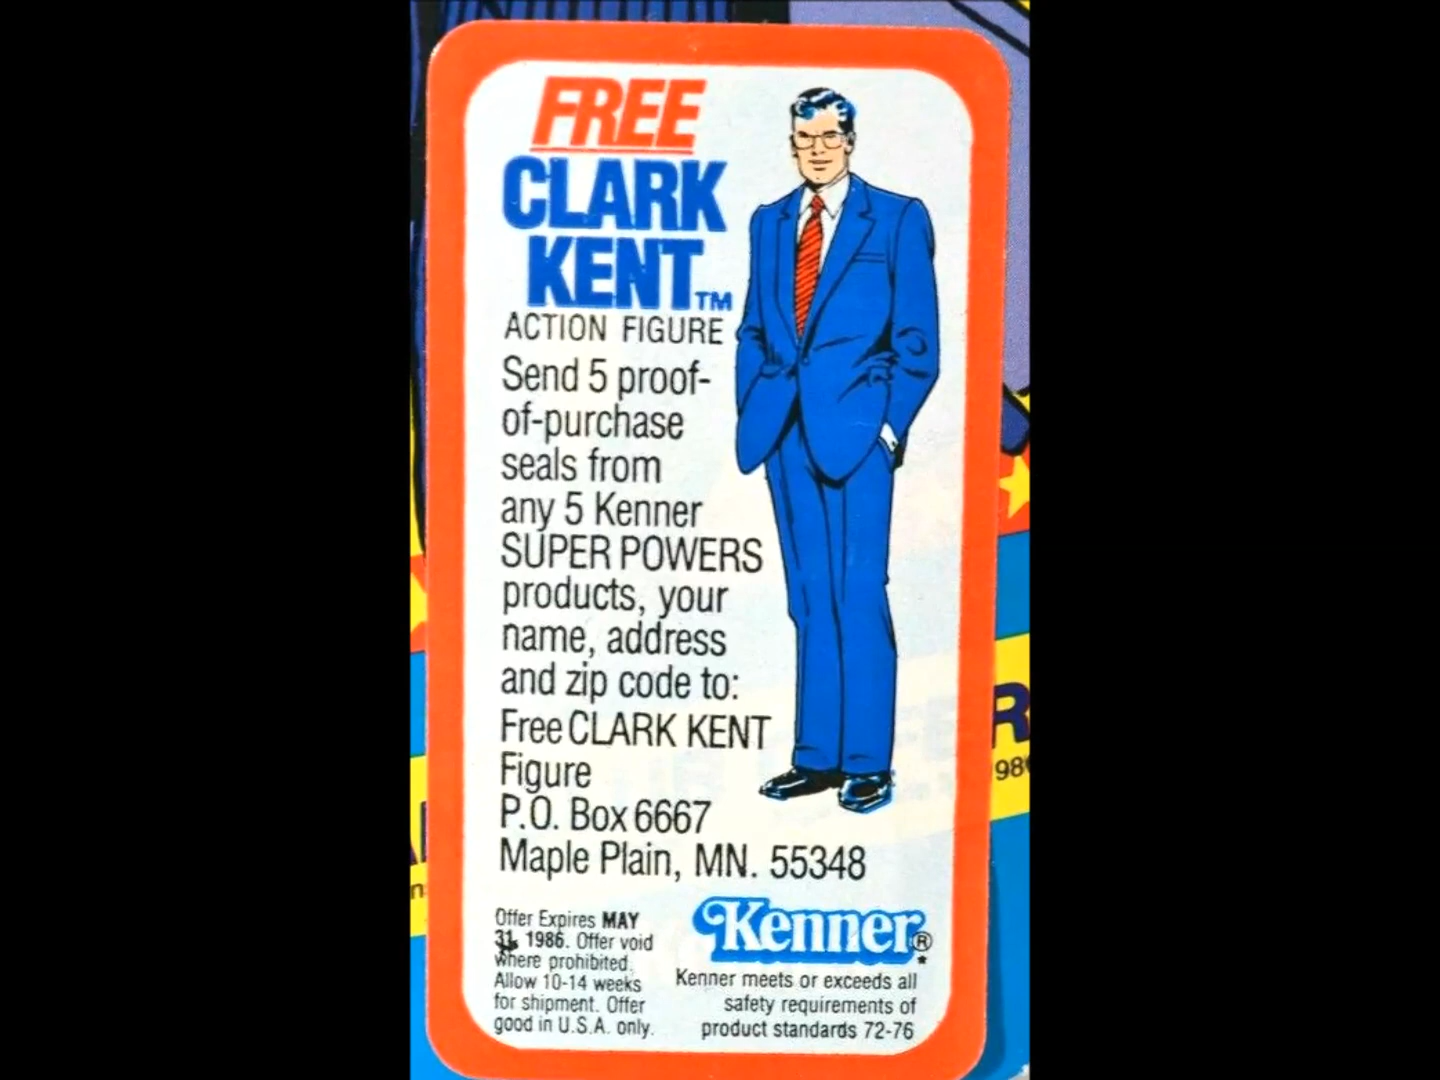 FREE
CLARK
KENT™
ACTION FIGURE
Send 5 proof-
of-purchase
seals from
any 5 Kenner
SUPER POWERS
products, your
name, address
and zip code to:
Free CLARK KENT
Figure
P.O. Box 6667
Maple Plain, MN. 55348
Offer Expires MAY
31, 1986. Offer void
where prohibited.
Allow 10-14 weeks
for shipment. Offer
good in U.S.A. only.
Kenner®*
Kenner meets or exceeds all
safety requirements of
product standards 72-76
R